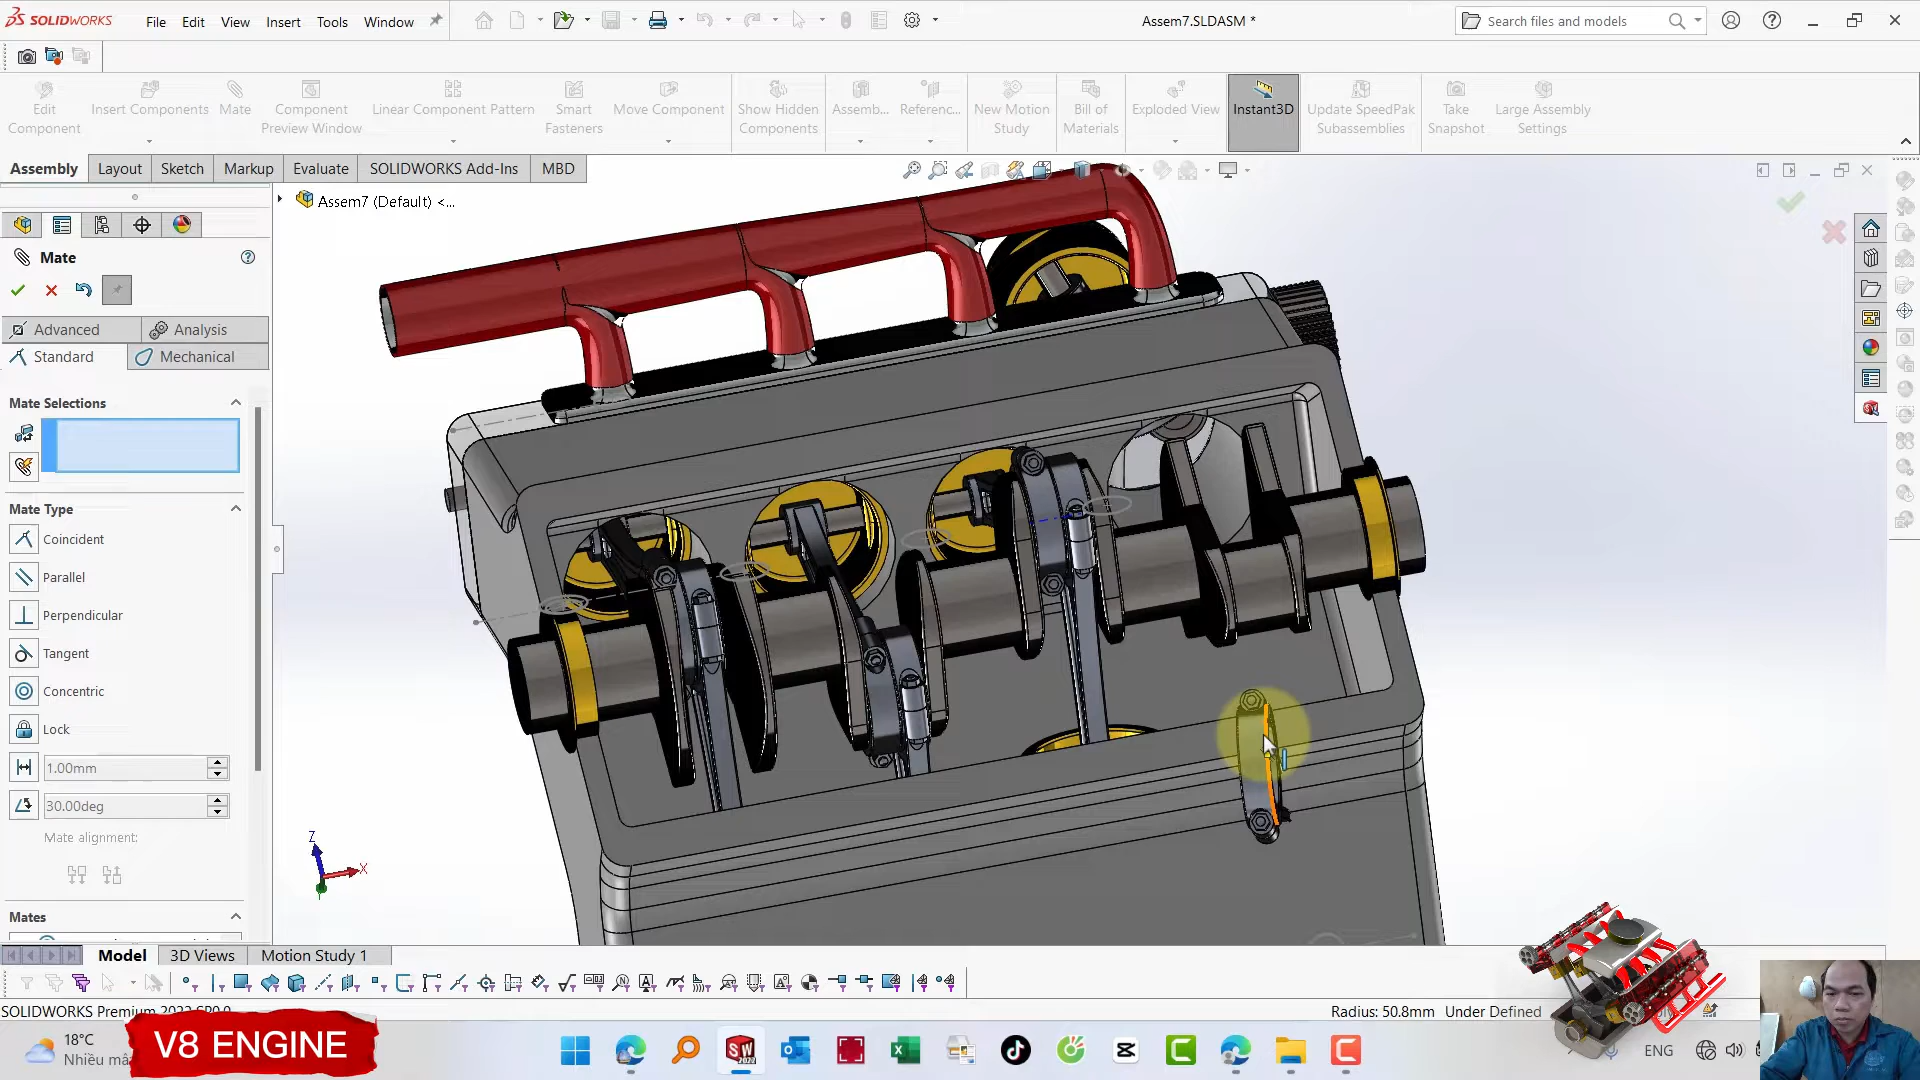 SOLIDWORKS
File Edit View Insert Tools Window
Assem7.SLDASM *
Search files and models
Edit Component
Insert Components
Mate
Component Preview Window
Linear Component Pattern
Smart Fasteners
Move Component
Show Hidden Components
Assemb...
Referenc...
New Motion Study
Bill of Materials
Exploded View
Instant3D
Update SpeedPak Subassemblies
Take Snapshot
Large Assembly Settings
Assembly Layout Sketch Markup Evaluate SOLIDWORKS Add-Ins MBD
Assem7 (Default) <...
Mate
Advanced Analysis
Standard Mechanical
Mate Selections
Mate Type
Coincident
Parallel
Perpendicular
Tangent
Concentric
Lock
1.00mm
30.00deg
Mate alignment:
Mates
Z
X
Model 3D Views Motion Study 1
SOLIDWORKS Premium 2022 SP0.0
Radius: 50.8mm Under Defined
18°C
V8 ENGINE
ENG